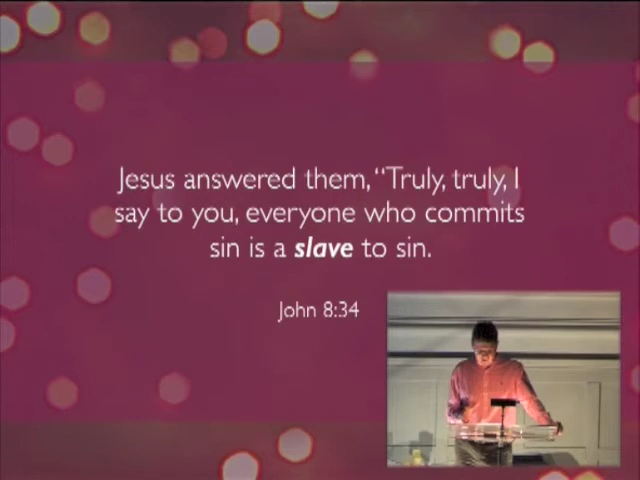 Jesus answered them, “Truly, truly, I
say to you, everyone who commits
sin is a slave to sin.
John 8:34